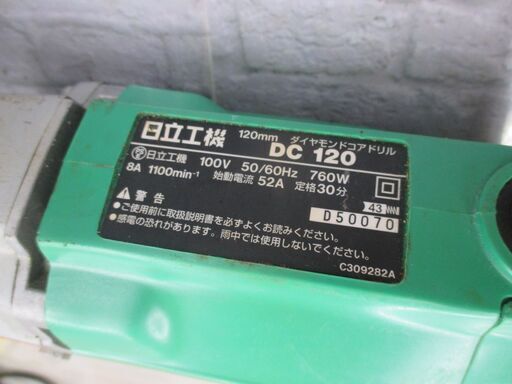 日立工機 120mm ダイヤモンドコアドリル
DC 120
日立工機 100V 50/60Hz 760W
8A 1100min⁻¹ 始動電流 52A 定格30分
43
D50070
警告
●ご使用前に取扱説明書を必ずよくお読みください。
●感電の恐れがあります。雨中では使用しないでください。
C309282A